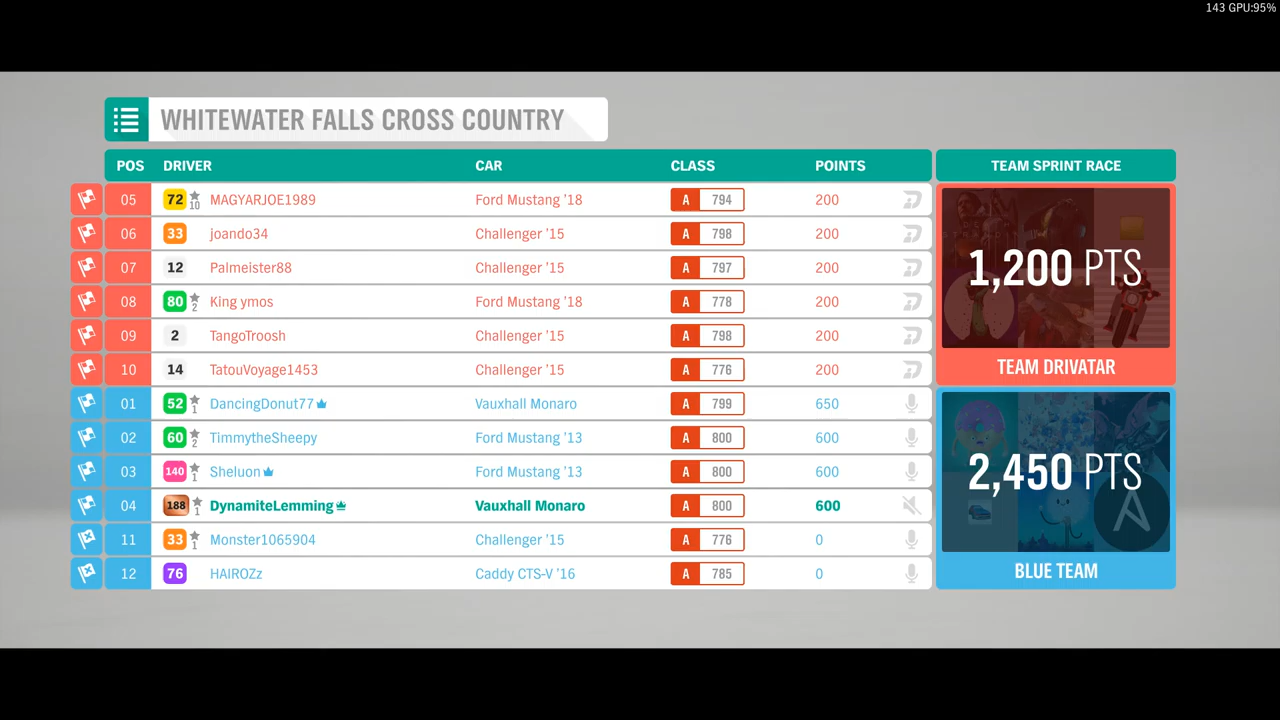 143 GPU:95%
WHITEWATER FALLS CROSS COUNTRY
POS DRIVER CAR CLASS POINTS TEAM SPRINT RACE
05 72 10 MAGYARJOE1989 Ford Mustang '18 A 794 200
06 33 joando34 Challenger '15 A 798 200
07 12 Palmeister88 Challenger '15 A 797 200
08 80 2 King ymos Ford Mustang '18 A 778 200
09 2 TangoTroosh Challenger '15 A 798 200
10 14 TatouVoyage1453 Challenger '15 A 776 200
1,200 PTS
TEAM DRIVATAR
01 52 1 DancingDonut77 Vauxhall Monaro A 799 650
02 60 2 TimmytheSheepy Ford Mustang '13 A 800 600
03 140 1 Sheluon Ford Mustang '13 A 800 600
04 188 1 DynamiteLemming Vauxhall Monaro A 800 600
11 33 1 Monster1065904 Challenger '15 A 776 0
12 76 HAIROZz Caddy CTS-V '16 A 785 0
2,450 PTS
BLUE TEAM